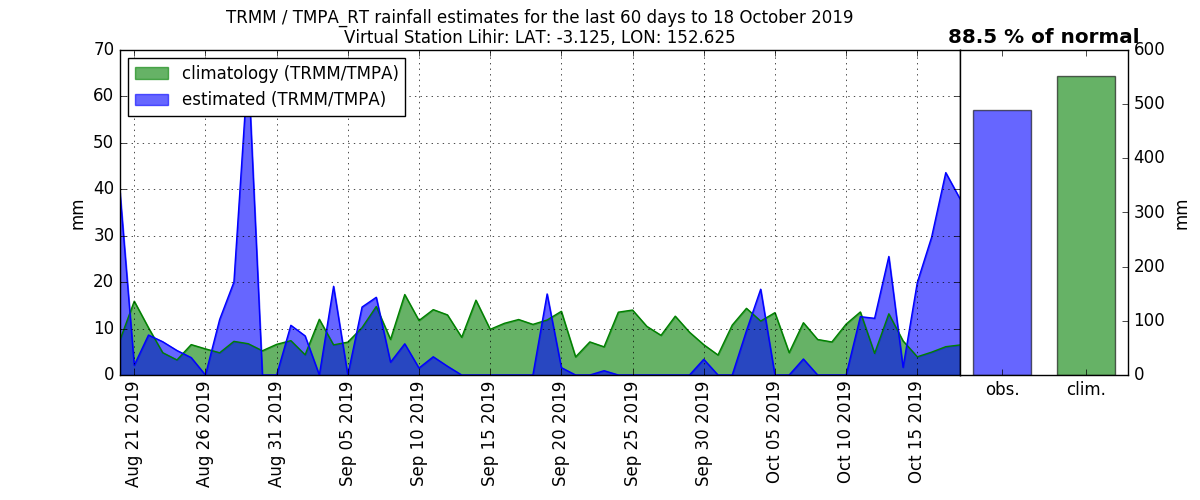 TRMM / TMPA_RT rainfall estimates for the last 60 days to 18 October 2019
Virtual Station Lihir: LAT: -3.125, LON: 152.625
88.5 % of normal
climatology (TRMM/TMPA)
estimated (TRMM/TMPA)
70
60
50
40
30
20
10
0
mm
Aug 21 2019
Aug 26 2019
Aug 31 2019
Sep 05 2019
Sep 10 2019
Sep 15 2019
Sep 20 2019
Sep 25 2019
Sep 30 2019
Oct 05 2019
Oct 10 2019
Oct 15 2019
obs.
clim.
600
500
400
300
200
100
0
mm